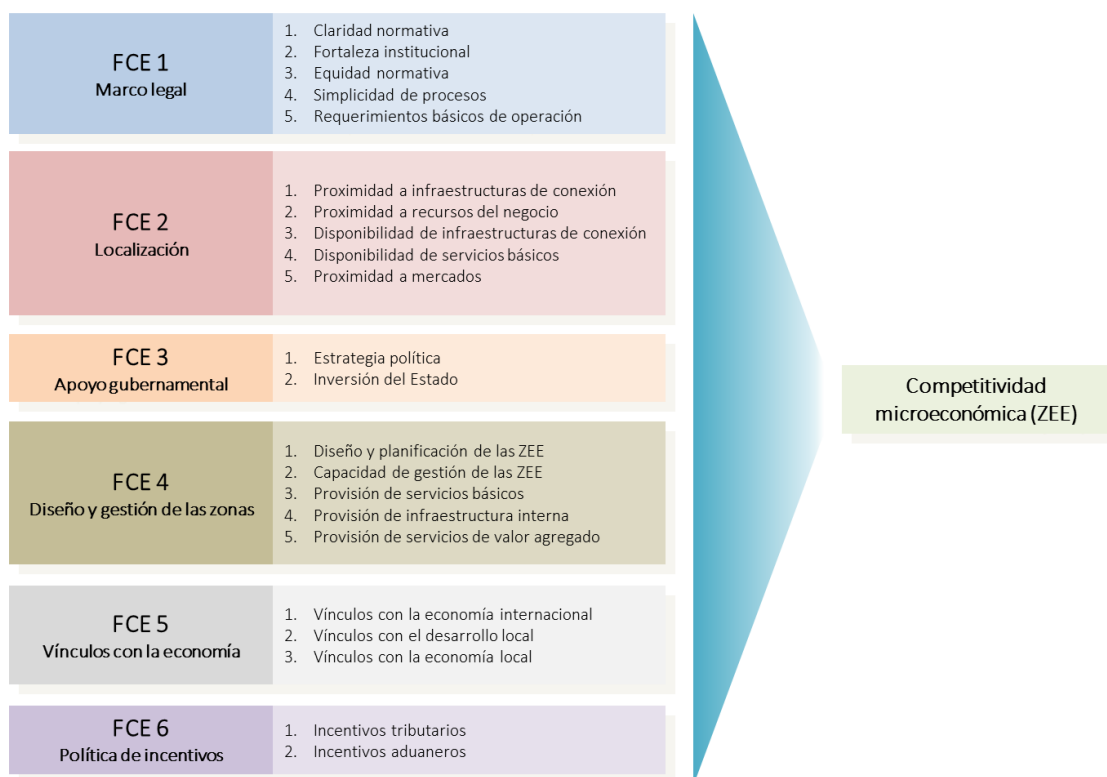 FCE 1
Marco legal
1. Claridad normativa
2. Fortaleza institucional
3. Equidad normativa
4. Simplicidad de procesos
5. Requerimientos básicos de operación
FCE 2
Localización
1. Proximidad a infraestructuras de conexión
2. Proximidad a recursos del negocio
3. Disponibilidad de infraestructuras de conexión
4. Disponibilidad de servicios básicos
5. Proximidad a mercados
FCE 3
Apoyo gubernamental
1. Estrategia política
2. Inversión del Estado
FCE 4
Diseño y gestión de las zonas
1. Diseño y planificación de las ZEE
2. Capacidad de gestión de las ZEE
3. Provisión de servicios básicos
4. Provisión de infraestructura interna
5. Provisión de servicios de valor agregado
FCE 5
Vínculos con la economía
1. Vínculos con la economía internacional
2. Vínculos con el desarrollo local
3. Vínculos con la economía local
FCE 6
Política de incentivos
1. Incentivos tributarios
2. Incentivos aduaneros
Competitividad
microeconómica (ZEE)